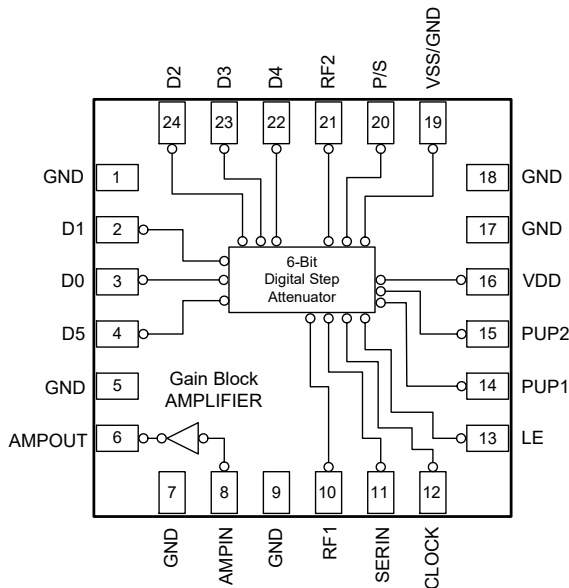 D2
D3
D4
RF2
P/S
VSS/GND
24
23
22
21
20
19
GND
1
18
GND
D1
2
17
GND
D0
3
6-Bit
Digital Step
Attenuator
16
VDD
D5
4
15
PUP2
GND
5
Gain Block
AMPLIFIER
14
PUP1
AMPOUT
6
13
LE
7
8
9
10
11
12
GND
AMPIN
GND
RF1
SERIN
CLOCK